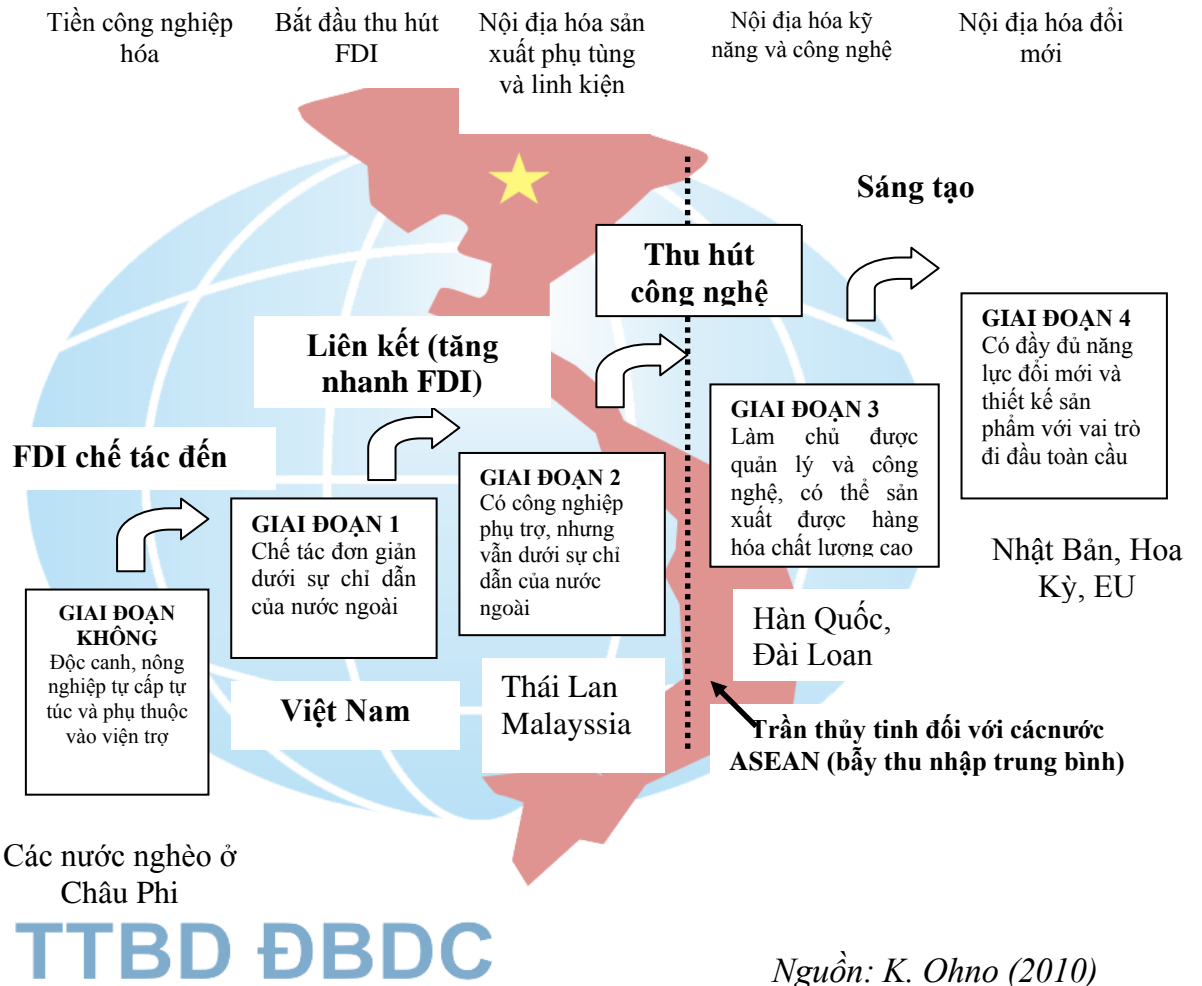 Tiền công nghiệp
hóa
Bắt đầu thu hút
FDI
Nội địa hóa sản
xuất phụ tùng
và linh kiện
Nội địa hóa kỹ
năng và công nghệ
Nội địa hóa đổi
mới
Sáng tạo
Thu hút
công nghệ
Liên kết (tăng
nhanh FDI)
FDI chế tác đến
GIAI ĐOẠN
KHÔNG
Độc canh, nông
nghiệp tự cấp tự
túc và phụ thuộc
vào viện trợ
GIAI ĐOẠN 1
Chế tác đơn giản
dưới sự chỉ dẫn
của nước ngoài
GIAI ĐOẠN 2
Có công nghiệp
phụ trợ, nhưng
vẫn dưới sự chỉ
dẫn của nước
ngoài
GIAI ĐOẠN 3
Làm chủ được
quản lý và công
nghệ, có thể sản
xuất được hàng
hóa chất lượng cao
GIAI ĐOẠN 4
Có đầy đủ năng
lực đổi mới và
thiết kế sản
phẩm với vai trò
đi đầu toàn cầu
Các nước nghèo ở
Châu Phi
Việt Nam
Thái Lan
Malayssia
Hàn Quốc,
Đài Loan
Nhật Bản, Hoa
Kỳ, EU
Trần thủy tinh đối với cácnước
ASEAN (bẫy thu nhập trung bình)
TTBD ĐBDC
Nguồn: K. Ohno (2010)